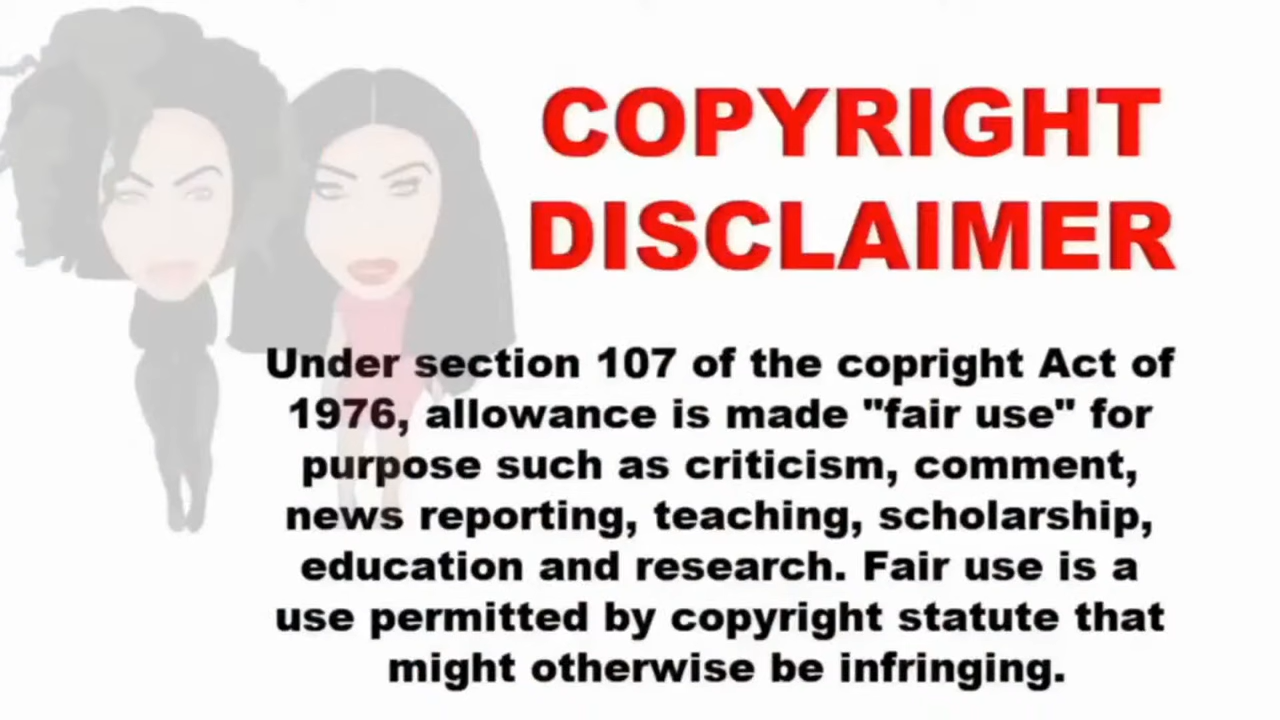 COPYRIGHT
DISCLAIMER
Under section 107 of the copright Act of
1976, allowance is made "fair use" for
purpose such as criticism, comment,
news reporting, teaching, scholarship,
education and research. Fair use is a
use permitted by copyright statute that
might otherwise be infringing.